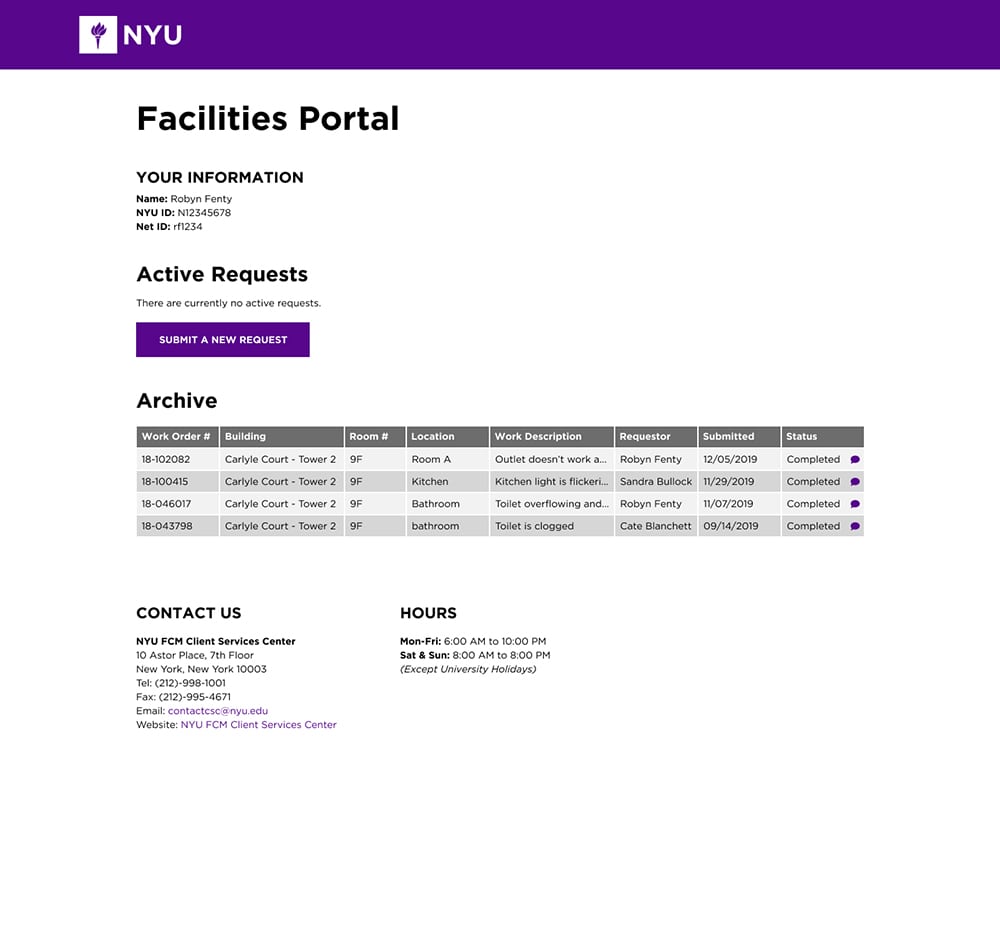 NYU
Facilities Portal
YOUR INFORMATION
Name: Robyn Fenty
NYU ID: N12345678
Net ID: rf1234
Active Requests
There are currently no active requests.
SUBMIT A NEW REQUEST
Archive
Work Order # Building Room # Location Work Description Requestor Submitted Status
18-102082 Carlyle Court - Tower 2 9F Room A Outlet doesn't work a... Robyn Fenty 12/05/2019 Completed
18-100415 Carlyle Court - Tower 2 9F Kitchen Kitchen light is flickeri... Sandra Bullock 11/29/2019 Completed
18-046017 Carlyle Court - Tower 2 9F Bathroom Toilet overflowing and... Robyn Fenty 11/07/2019 Completed
18-043798 Carlyle Court - Tower 2 9F bathroom Toilet is clogged Cate Blanchett 09/14/2019 Completed
CONTACT US
NYU FCM Client Services Center
10 Astor Place, 7th Floor
New York, New York 10003
Tel: (212)-998-1001
Fax: (212)-995-4671
Email: contactcsc@nyu.edu
Website: NYU FCM Client Services Center
HOURS
Mon-Fri: 6:00 AM to 10:00 PM
Sat & Sun: 8:00 AM to 8:00 PM
(Except University Holidays)